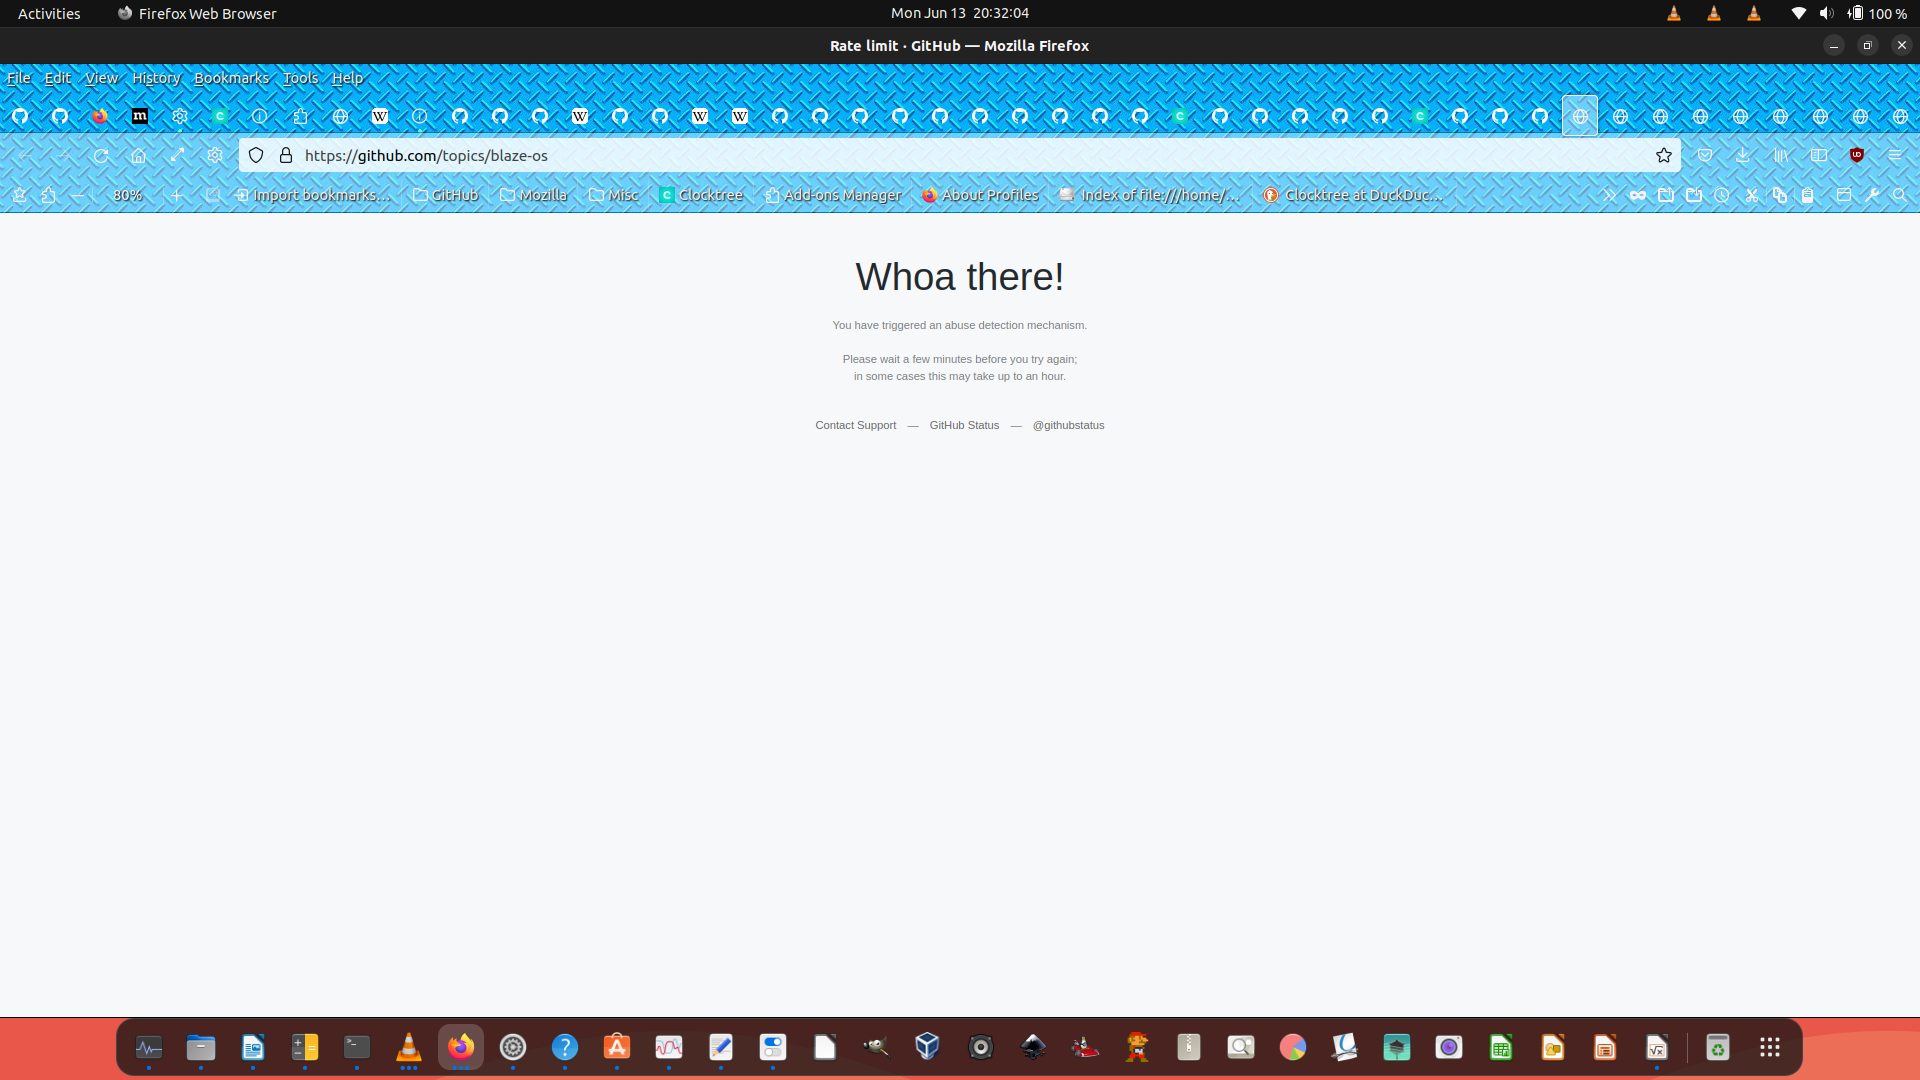 Activities Firefox Web Browser Mon Jun 13 20:32:04 100 %
Rate limit · GitHub — Mozilla Firefox
File Edit View History Bookmarks Tools Help
https://github.com/topics/blaze-os
80% Import bookmarks... GitHub Mozilla Misc Clocktree Add-ons Manager About Profiles Index of file:///home/... Clocktree at DuckDuc...
Whoa there!
You have triggered an abuse detection mechanism.
Please wait a few minutes before you try again;
in some cases this may take up to an hour.
Contact Support — GitHub Status — @githubstatus